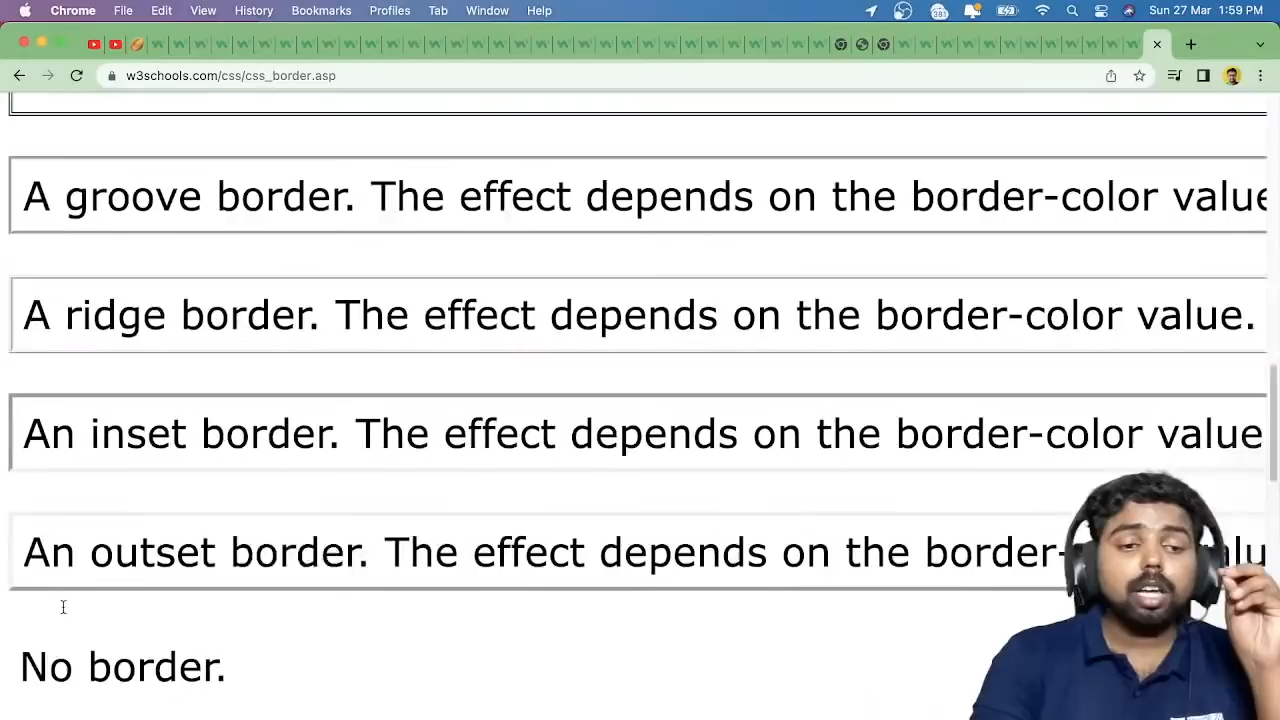 Chrome File Edit View History Bookmarks Profiles Tab Window Help 381 Sun 27 Mar 1:59 PM
w3schools.com/css/css_border.asp
A groove border. The effect depends on the border-color value
A ridge border. The effect depends on the border-color value.
An inset border. The effect depends on the border-color value
An outset border. The effect depends on the border-
No border.